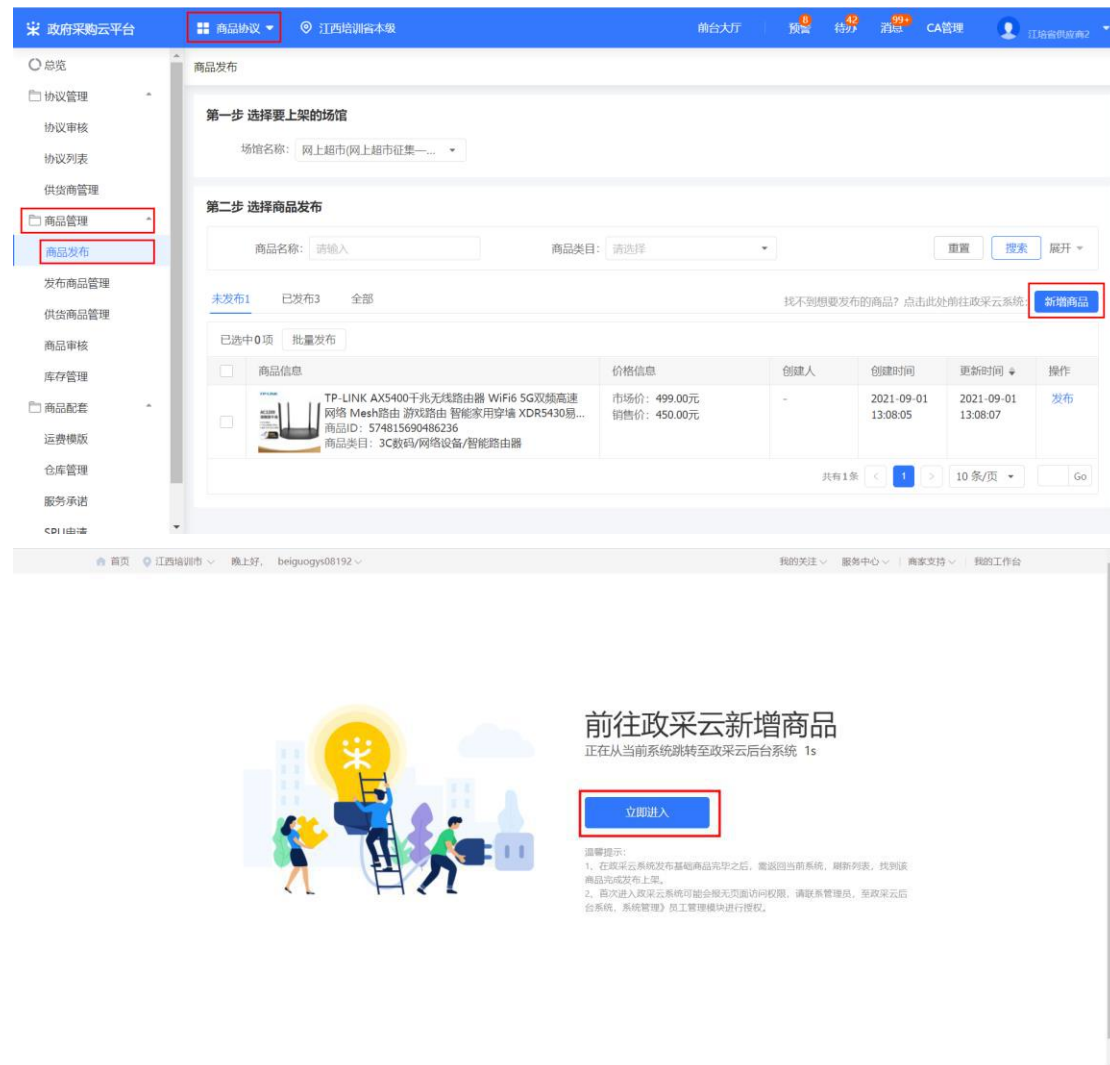 政府采购云平台 商品协议 江西培训省本级 前台大厅 预警 8 待办 42 消息 99+ CA管理 江培省供应商2
总览
商品发布
协议管理
协议审核
协议列表
供货商管理
商品管理
商品发布
发布商品管理
供货商品管理
商品审核
库存管理
商品配套
运费模版
仓库管理
服务承诺
SPU申请
第一步 选择要上架的场馆
场馆名称: 网上超市(网上超市征集—...
第二步 选择商品发布
商品名称: 请输入 商品类目: 请选择 重置 搜索 展开
未发布1 已发布3 全部 找不到想要发布的商品? 点击此处前往政采云系统: 新增商品
已选中0项 批量发布
商品信息 价格信息 创建人 创建时间 更新时间 操作
TP-LINK AX5400千兆无线路由器 WiFi6 5G双频高速 市场价: 499.00元 - 2021-09-01 2021-09-01 发布
网络 Mesh路由 游戏路由 智能家用穿墙 XDR5430易... 销售价: 450.00元 13:08:05 13:08:07
商品ID: 574815690486236
商品类目: 3C数码/网络设备/智能路由器
共有1条 < 1 > 10 条/页 Go
首页 江西培训市 晚上好, beiguogys08192 我的关注 服务中心 商家支持 我的工作台
前往政采云新增商品
正在从当前系统跳转至政采云后台系统 1s
立即进入
温馨提示:
1、在政采云系统发布基础商品完毕之后, 需返回当前系统, 刷新列表, 找到该
商品完成发布上架。
2、首次进入政采云系统可能会报无页面访问权限, 请联系管理员, 至政采云后
台系统, 系统管理》员工管理模块进行授权。